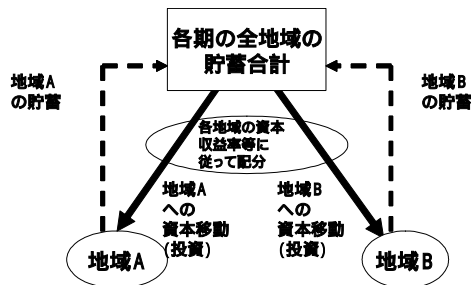 各期の全地域の
貯蓄合計
地域A
の貯蓄
地域B
の貯蓄
各地域の資本
収益率等に
従って配分
地域A
への
資本移動
(投資)
地域B
への
資本移動
(投資)
地域A
地域B